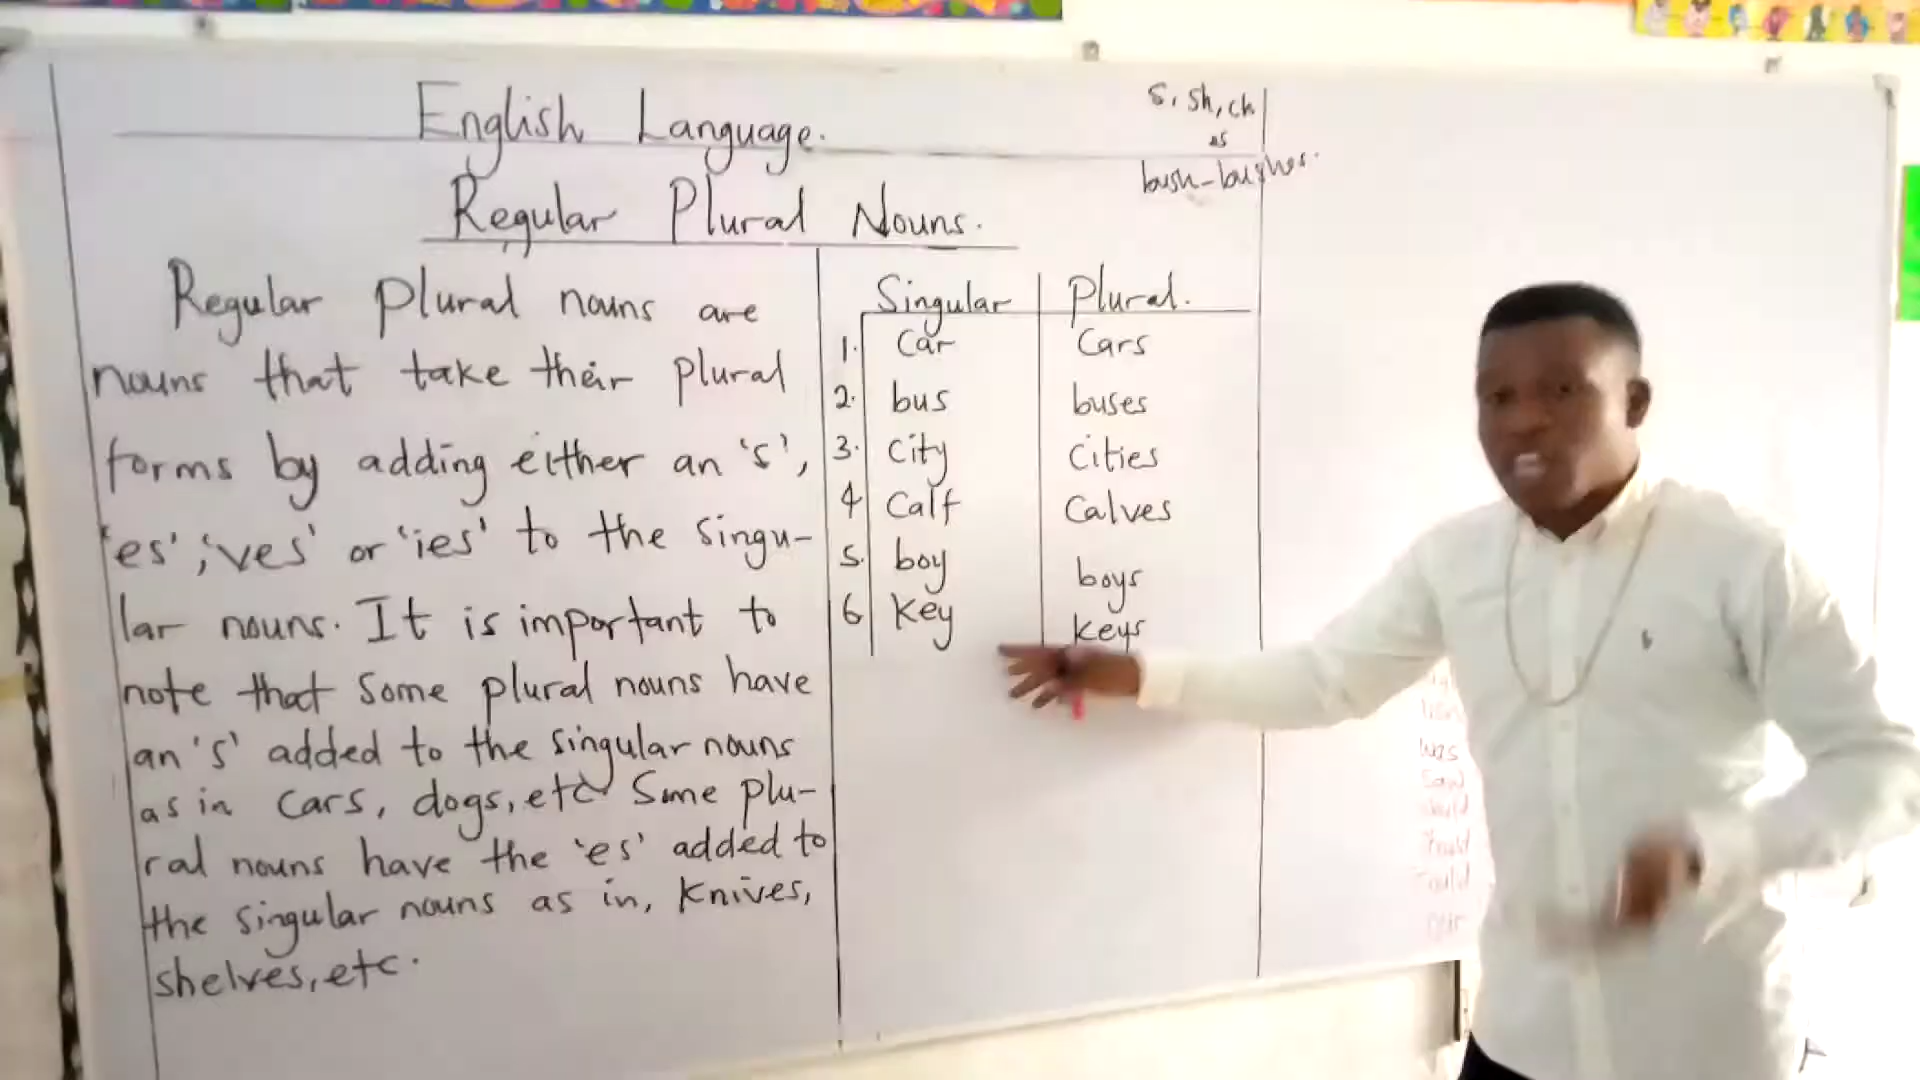 English Language.
s, sh, ch
es
bush-bushes.
Regular Plural Nouns.
Regular plural nouns are
nouns that take their plural
forms by adding either an 's',
'es', 'ves' or 'ies' to the singu-
lar nouns. It is important to
note that some plural nouns have
an 's' added to the singular nouns
as in cars, dogs, etc. Some plu-
ral nouns have the 'es' added to
the singular nouns as in, knives,
shelves, etc.
Singular Plural.
1. Car Cars
2. bus buses
3. City Cities
4 Calf Calves
5. boy boys
6 key keys
was
saw